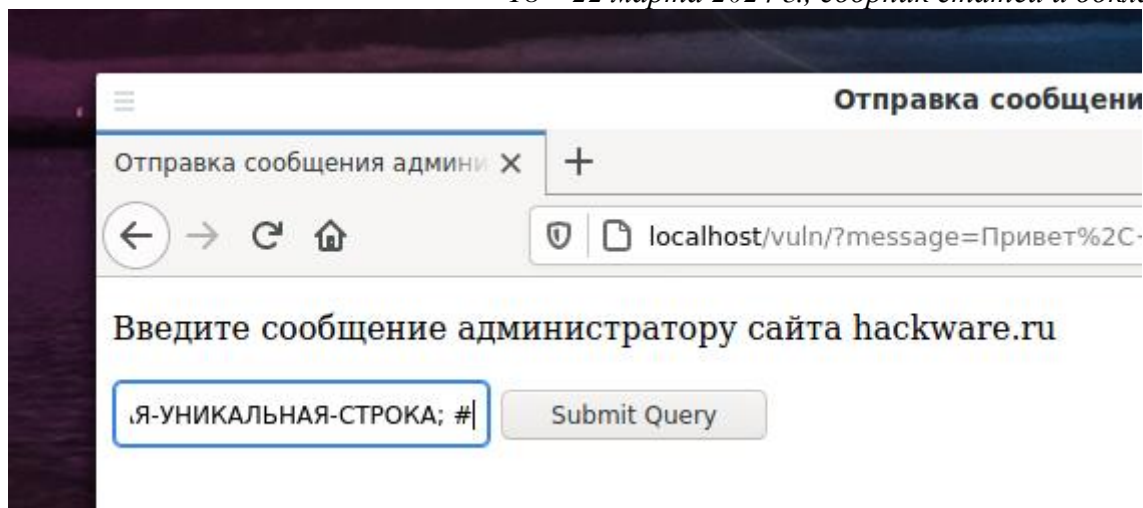 Отправка сообщени
Отправка сообщения админи
localhost/vuln/?message=Привет%2C-
Введите сообщение администратору сайта hackware.ru
.Я-УНИКАЛЬНАЯ-СТРОКА; #
Submit Query